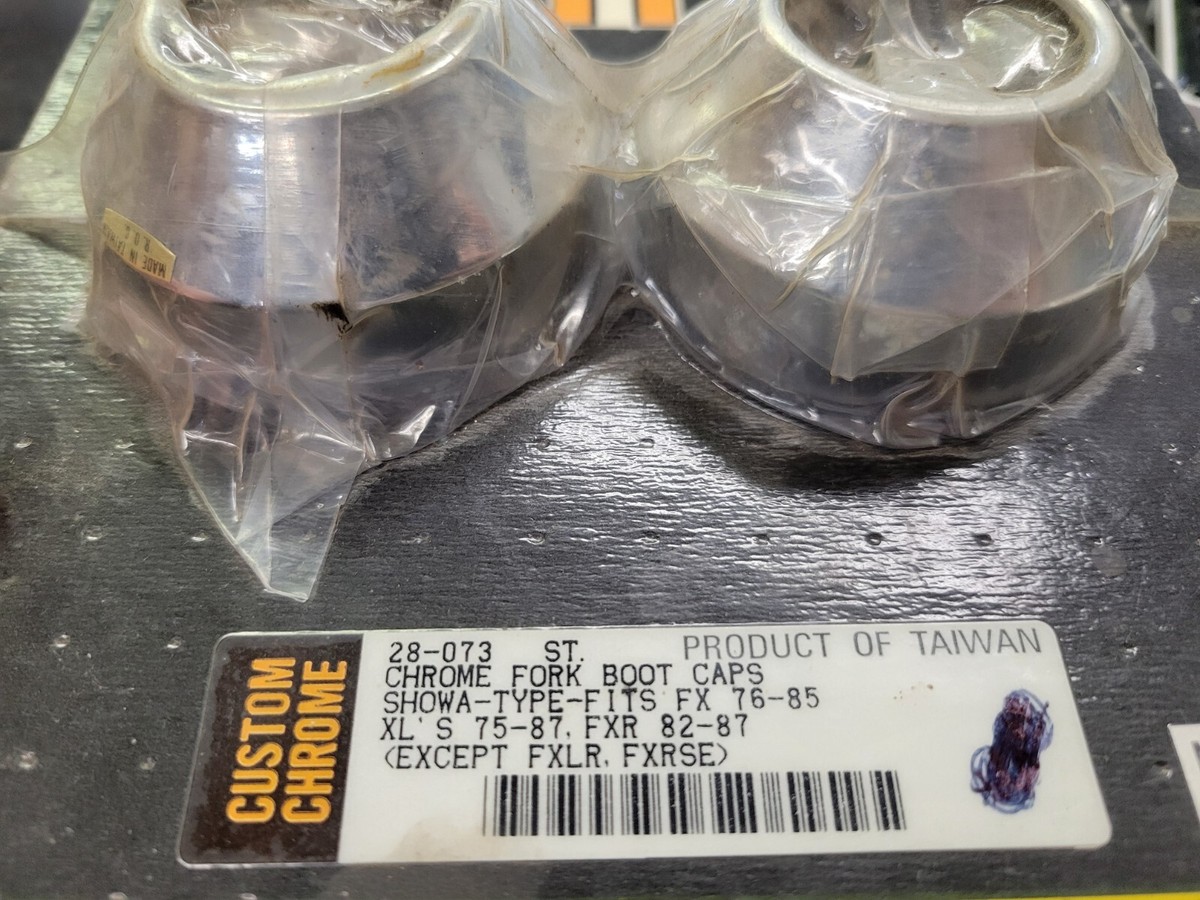 MADE IN TAIWAN
R.O.C
CUSTOM
CHROME
28-073 ST. PRODUCT OF TAIWAN
CHROME FORK BOOT CAPS
SHOWA-TYPE-FITS FX 76-85
XL'S 75-87, FXR 82-87
(EXCEPT FXLR, FXRSE)